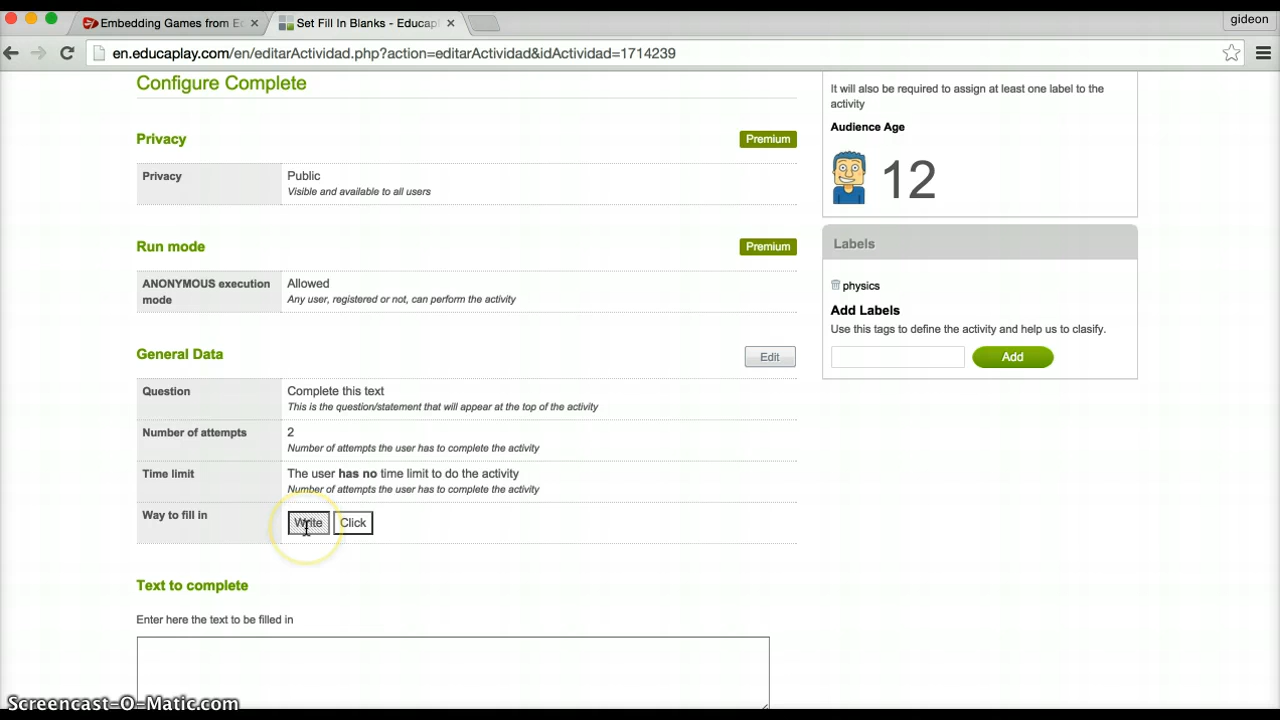 Embedding Games from Ec
Set Fill In Blanks - Educap
gideon
en.educaplay.com/en/editarActividad.php?action=editarActividad&idActividad=1714239
Configure Complete
Privacy
Premium
Privacy
Public
Visible and available to all users
Run mode
Premium
ANONYMOUS execution
mode
Allowed
Any user, registered or not, can perform the activity
General Data
Edit
Question
Complete this text
This is the question/statement that will appear at the top of the activity
Number of attempts
2
Number of attempts the user has to complete the activity
Time limit
The user has no time limit to do the activity
Number of attempts the user has to complete the activity
Way to fill in
Write
Click
Text to complete
Enter here the text to be filled in
It will also be required to assign at least one label to the
activity
Audience Age
12
Labels
physics
Add Labels
Use this tags to define the activity and help us to clasify.
Add
Screencast-O-Matic.com